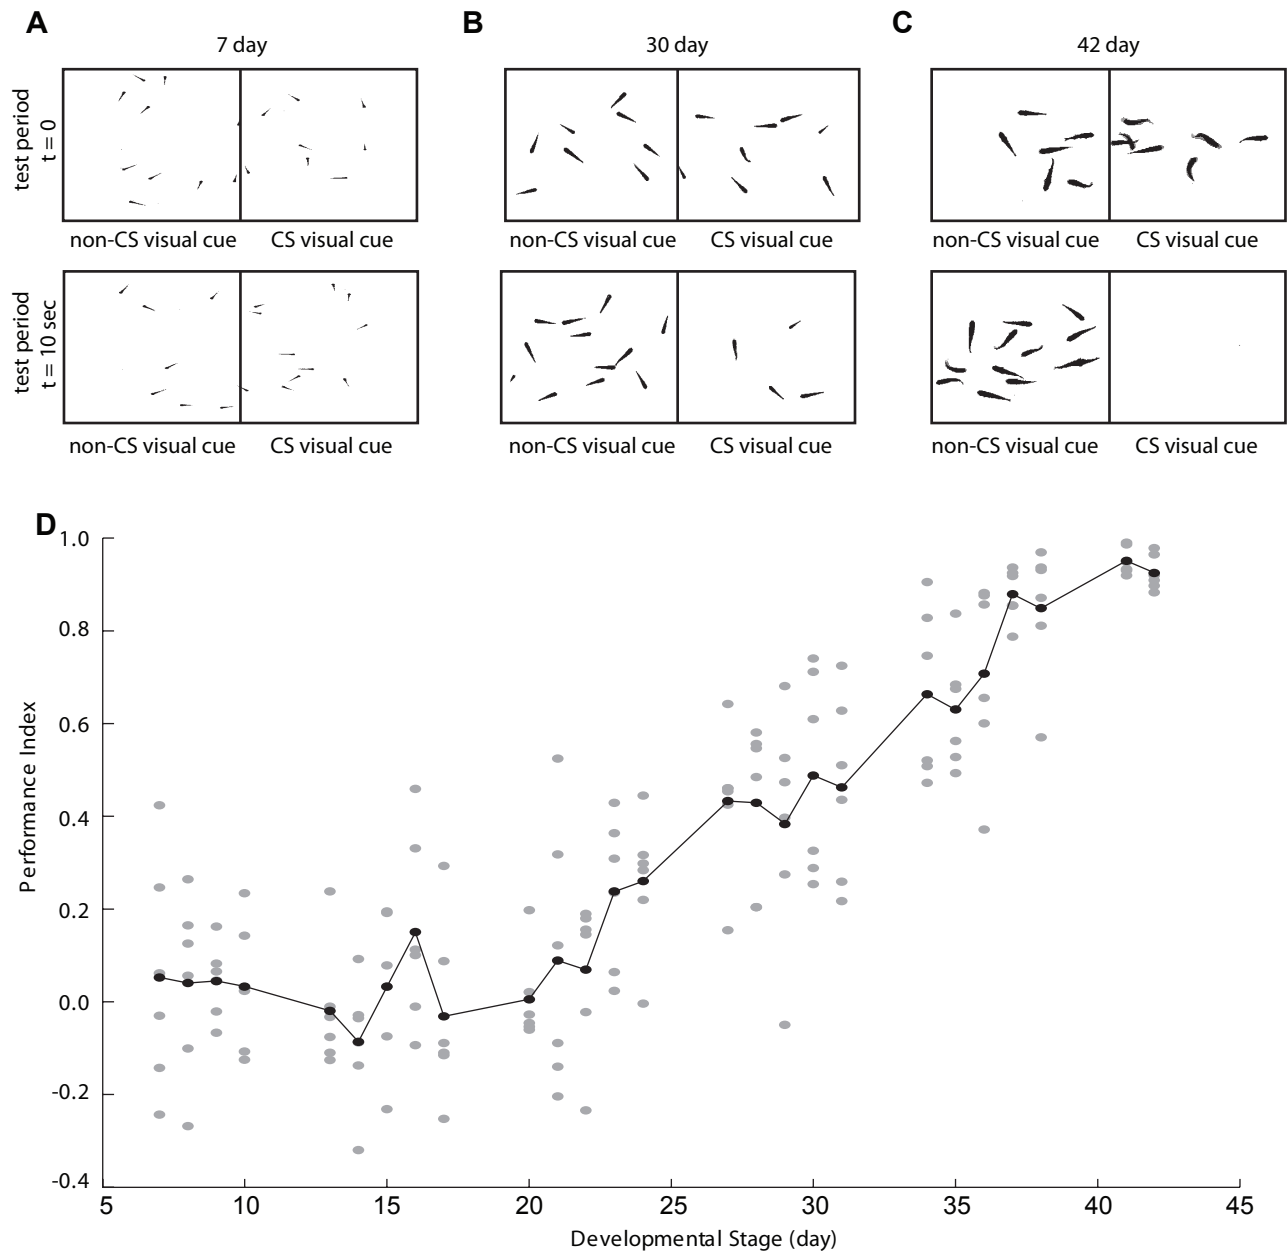 A
B
C
7 day
30 day
42 day
test period
t = 0
non-CS visual cue
CS visual cue
non-CS visual cue
CS visual cue
non-CS visual cue
CS visual cue
test period
t = 10 sec
non-CS visual cue
CS visual cue
non-CS visual cue
CS visual cue
non-CS visual cue
CS visual cue
D
1.0
0.8
0.6
0.4
0.2
0.0
-0.2
-0.4
Performance Index
5
10
15
20
25
30
35
40
45
Developmental Stage (day)